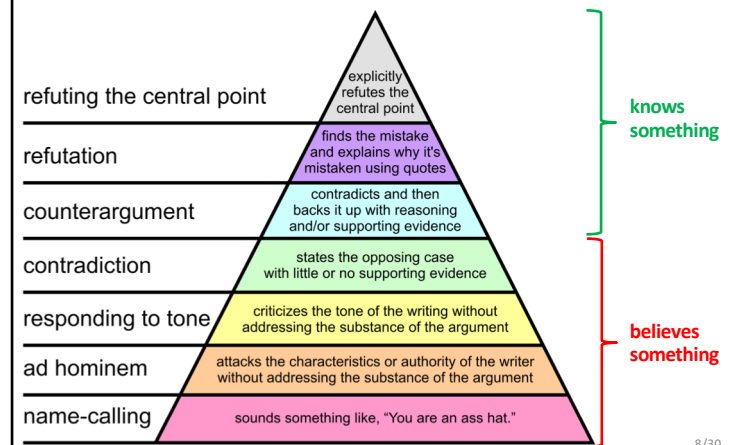 refuting the central point
explicitly
refutes the
central point
refutation
finds the mistake
and explains why it's
mistaken using quotes
counterargument
contradicts and then
backs it up with reasoning
and/or supporting evidence
contradiction
states the opposing case
with little or no supporting evidence
responding to tone
criticizes the tone of the writing without
addressing the substance of the argument
ad hominem
attacks the characteristics or authority of the writer
without addressing the substance of the argument
name-calling
sounds something like, “You are an ass hat.”
knows
something
believes
something
8/30